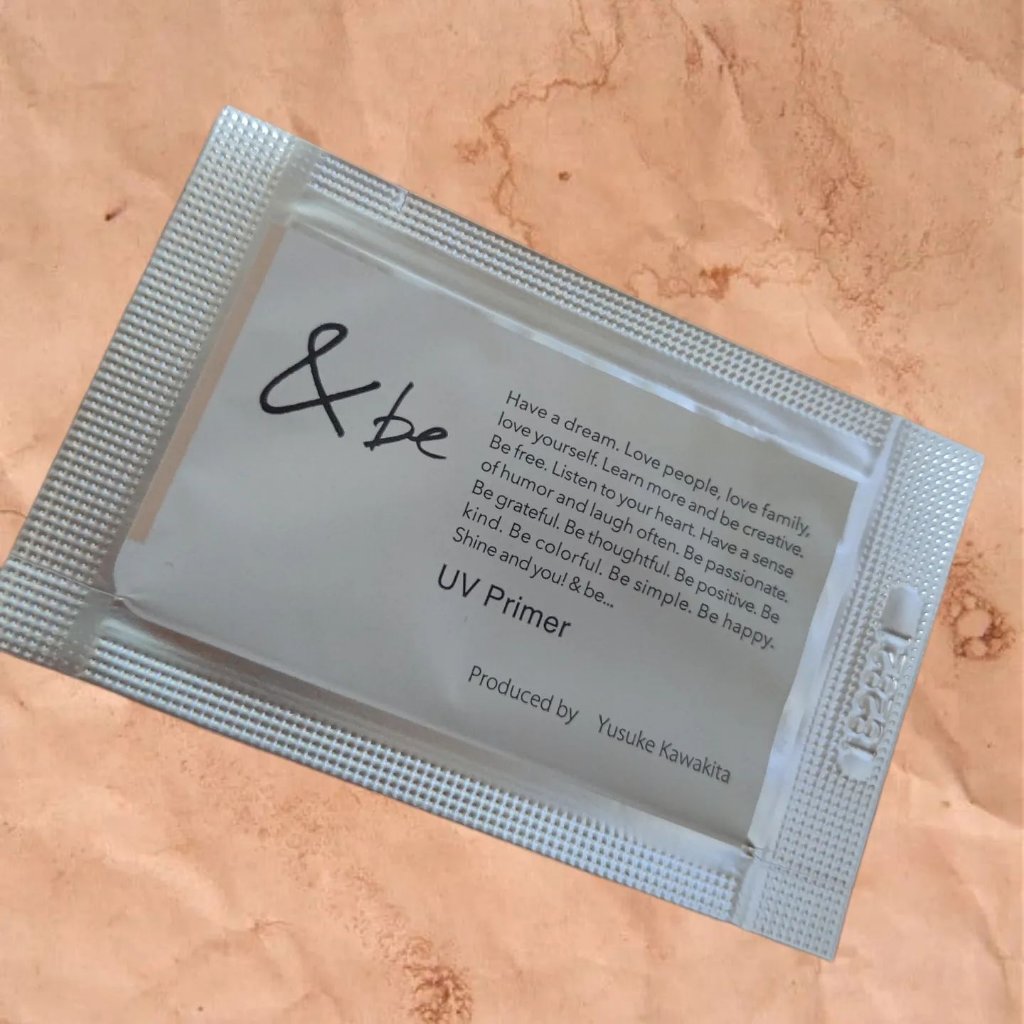 & be
Have a dream. Love people, love family,
love yourself. Learn more and be creative.
Be free. Listen to your heart. Have a sense
of humor and laugh often. Be passionate.
Be grateful. Be thoughtful. Be positive. Be
kind. Be colorful. Be simple. Be happy.
Shine and you! & be...
UV Primer
Produced by Yusuke Kawakita